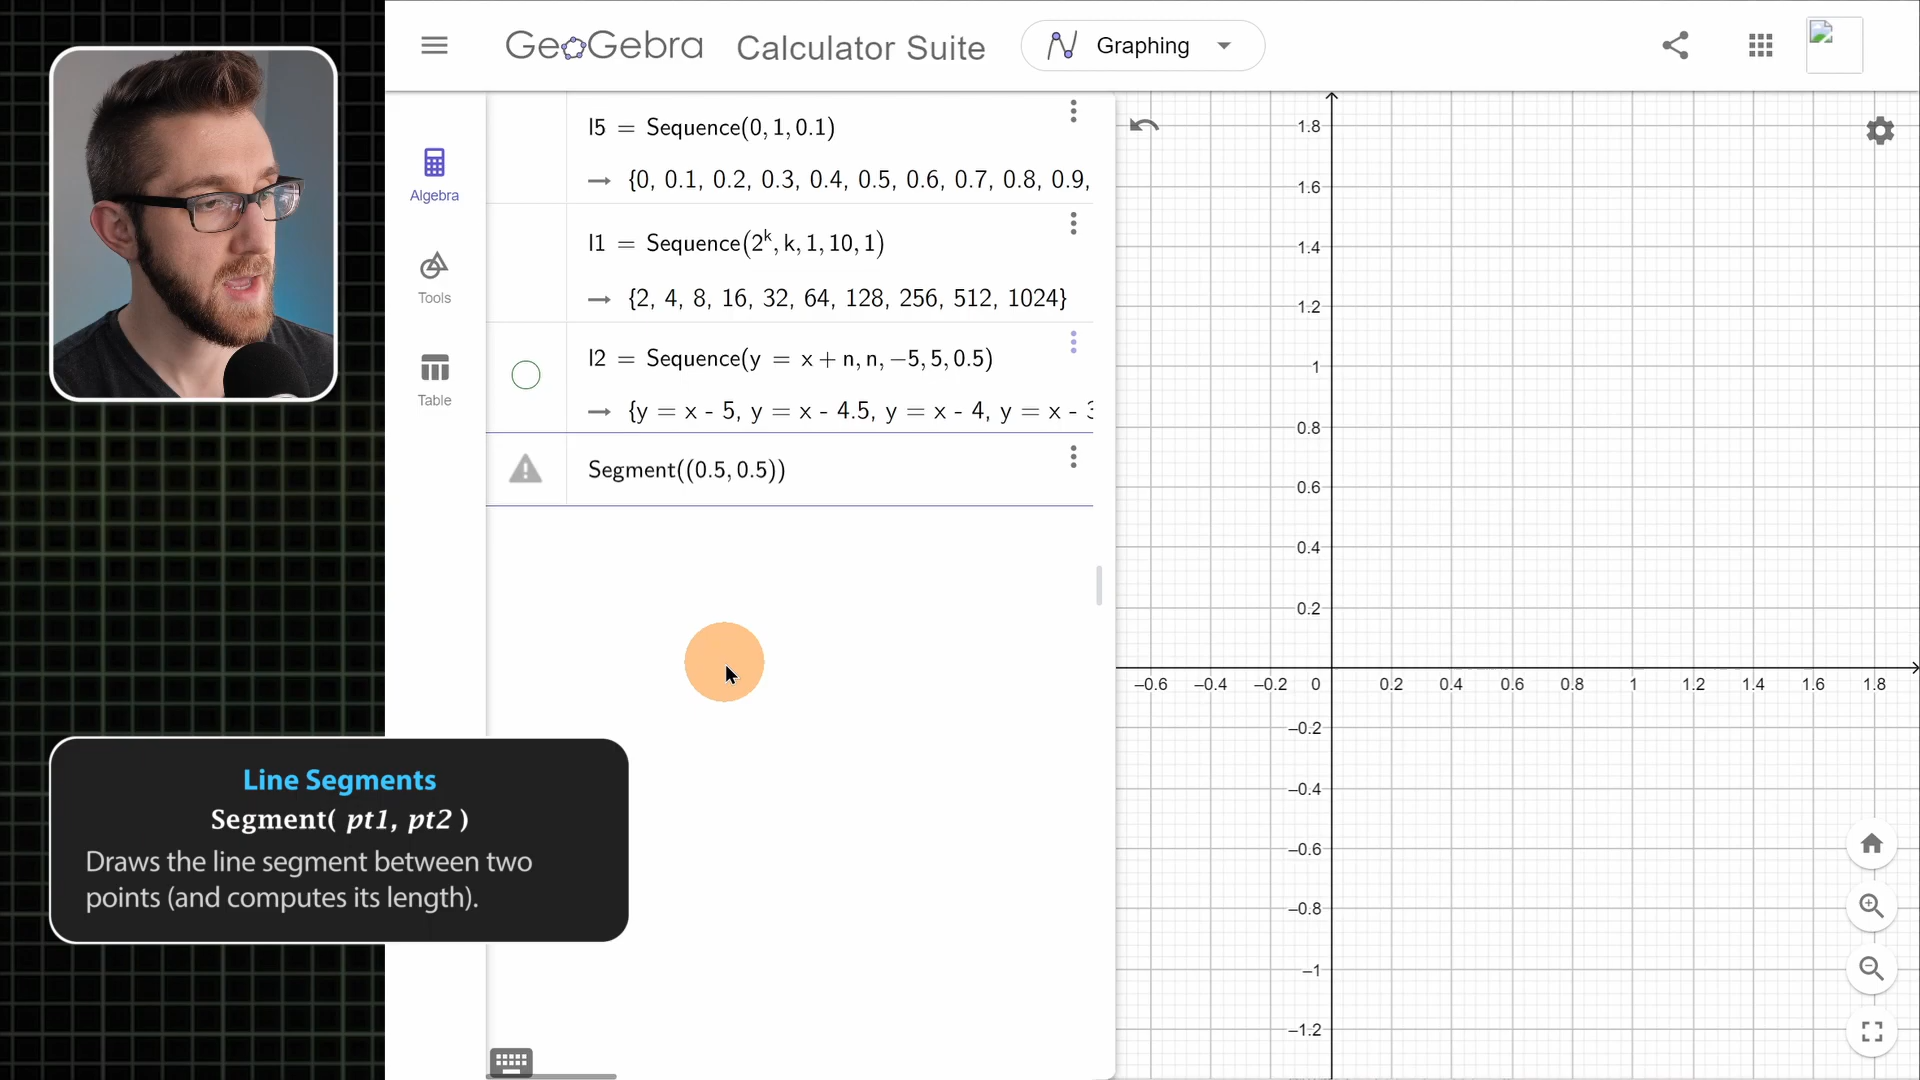 GeoGebra Calculator Suite Graphing
l5 = Sequence(0, 1, 0.1)
→ {0, 0.1, 0.2, 0.3, 0.4, 0.5, 0.6, 0.7, 0.8, 0.9,
l1 = Sequence(2^k, k, 1, 10, 1)
→ {2, 4, 8, 16, 32, 64, 128, 256, 512, 1024}
l2 = Sequence(y = x + n, n, −5, 5, 0.5)
→ {y = x - 5, y = x - 4.5, y = x - 4, y = x - 3
Segment((0.5, 0.5))
Algebra
Tools
Table
1.8
1.6
1.4
1.2
1
0.8
0.6
0.4
0.2
–0.6 –0.4 –0.2 0 0.2 0.4 0.6 0.8 1 1.2 1.4 1.6 1.8
–0.2
–0.4
–0.6
–0.8
–1
–1.2
Line Segments
Segment( pt1, pt2 )
Draws the line segment between two
points (and computes its length).